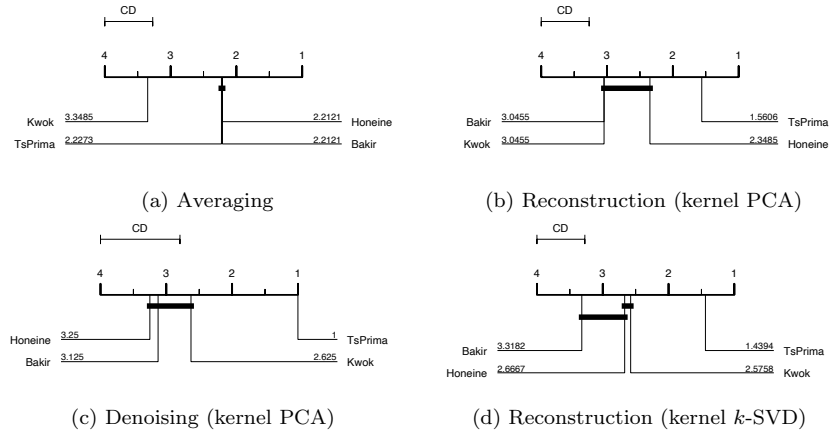 CD
4 3 2 1
Kwok 3.3485 2.2121 Honeine
TsPrima 2.2273 2.2121 Bakir
(a) Averaging
CD
4 3 2 1
Bakir 3.0455 1.5606 TsPrima
Kwok 3.0455 2.3485 Honeine
(b) Reconstruction (kernel PCA)
CD
4 3 2 1
Honeine 3.25 1 TsPrima
Bakir 3.125 2.625 Kwok
(c) Denoising (kernel PCA)
CD
4 3 2 1
Bakir 3.3182 1.4394 TsPrima
Honeine 2.6667 2.5758 Kwok
(d) Reconstruction (kernel k-SVD)